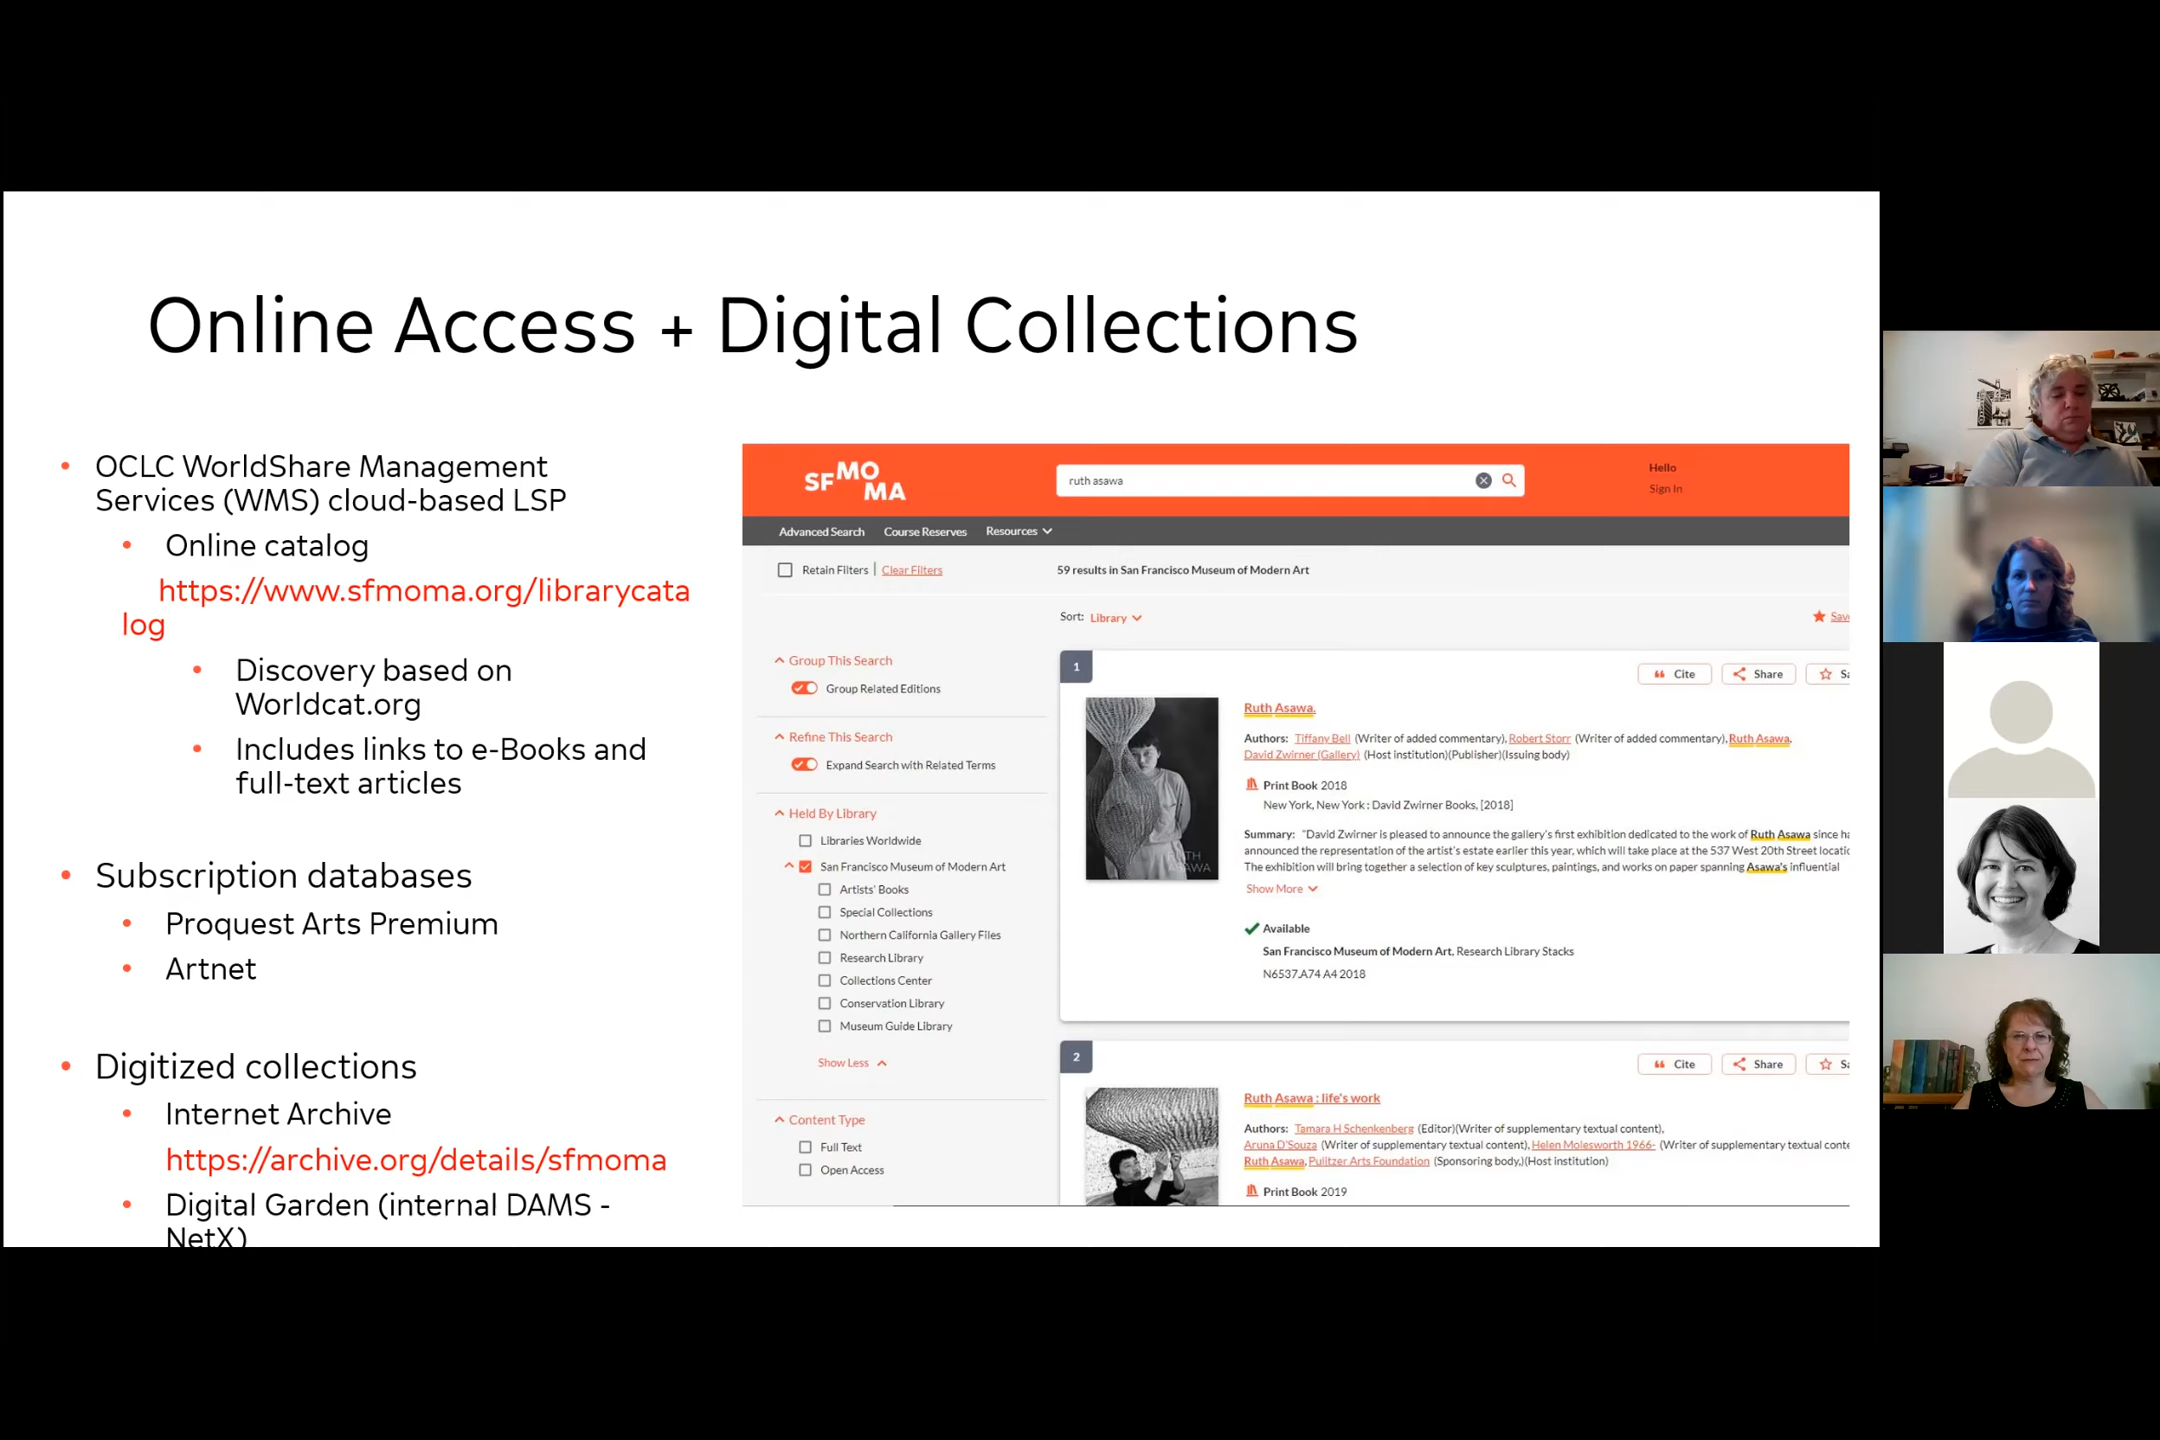 Online Access + Digital Collections
OCLC WorldShare Management
Services (WMS) cloud-based LSP
Online catalog
https://www.sfmoma.org/librarycata
log
Discovery based on
Worldcat.org
Includes links to e-Books and
full-text articles
Subscription databases
Proquest Arts Premium
Artnet
Digitized collections
Internet Archive
https://archive.org/details/sfmoma
Digital Garden (internal DAMS -
NetX)
SFMO
MA
ruth asawa
Hello
Sign In
Advanced Search Course Reserves Resources
Retain Filters | Clear Filters
59 results in San Francisco Museum of Modern Art
Sort: Library
Save
Group This Search
Group Related Editions
Refine This Search
Expand Search with Related Terms
Held By Library
Libraries Worldwide
San Francisco Museum of Modern Art
Artists' Books
Special Collections
Northern California Gallery Files
Research Library
Collections Center
Conservation Library
Museum Guide Library
Show Less
Content Type
Full Text
Open Access
1
Cite Share Sa
RUTH
ASAWA
Ruth Asawa.
Authors: Tiffany Bell (Writer of added commentary), Robert Storr (Writer of added commentary), Ruth Asawa,
David Zwirner (Gallery) (Host institution)(Publisher)(Issuing body)
Print Book 2018
New York, New York : David Zwirner Books, [2018]
Summary: "David Zwirner is pleased to announce the gallery's first exhibition dedicated to the work of Ruth Asawa since ha
announced the representation of the artist's estate earlier this year, which will take place at the 537 West 20th Street locatio
The exhibition will bring together a selection of key sculptures, paintings, and works on paper spanning Asawa's influential
Show More
Available
San Francisco Museum of Modern Art, Research Library Stacks
N6537.A74 A4 2018
2
Cite Share Sa
Ruth Asawa : life's work
Authors: Tamara H Schenkenberg (Editor)(Writer of supplementary textual content),
Aruna D'Souza (Writer of supplementary textual content), Helen Molesworth 1966- (Writer of supplementary textual conte
Ruth Asawa, Pulitzer Arts Foundation (Sponsoring body,)(Host institution)
Print Book 2019